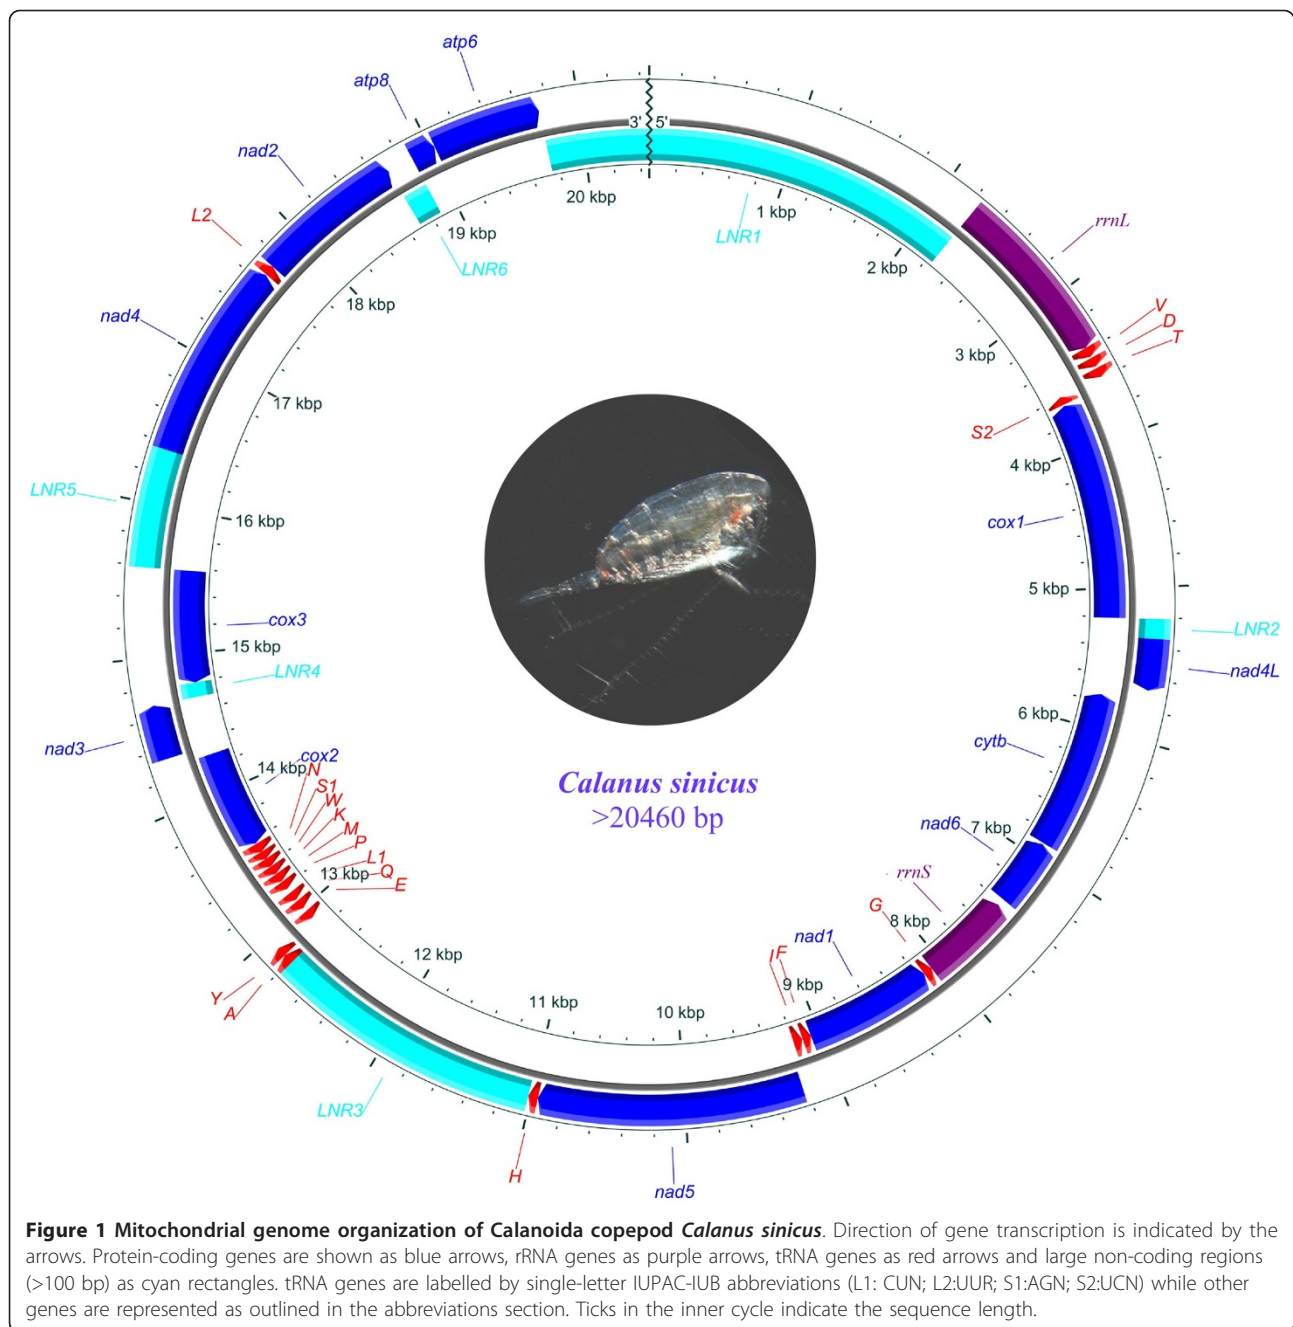 atp6
atp8
nad2
L2
nad4
LNR5
nad3
3' 5'
20 kbp
1 kbp
LNR1
2 kbp
19 kbp
LNR6
18 kbp
17 kbp
16 kbp
cox3
15 kbp
LNR4
rrnL
V
D
T
3 kbp
S2
4 kbp
cox1
5 kbp
LNR2
nad4L
6 kbp
cytb
7 kbp
nad6
rrnS
G
8 kbp
nad1
I F
9 kbp
10 kbp
11 kbp
12 kbp
cox2
14 kbp
N
S1
W
K
M
P
L1
13 kbp
Q
E
Y
A
LNR3
H
nad5
Calanus sinicus
>20460 bp
Figure 1 Mitochondrial genome organization of Calanoida copepod Calanus sinicus. Direction of gene transcription is indicated by the
arrows. Protein-coding genes are shown as blue arrows, rRNA genes as purple arrows, tRNA genes as red arrows and large non-coding regions
(>100 bp) as cyan rectangles. tRNA genes are labelled by single-letter IUPAC-IUB abbreviations (L1: CUN; L2:UUR; S1:AGN; S2:UCN) while other
genes are represented as outlined in the abbreviations section. Ticks in the inner cycle indicate the sequence length.